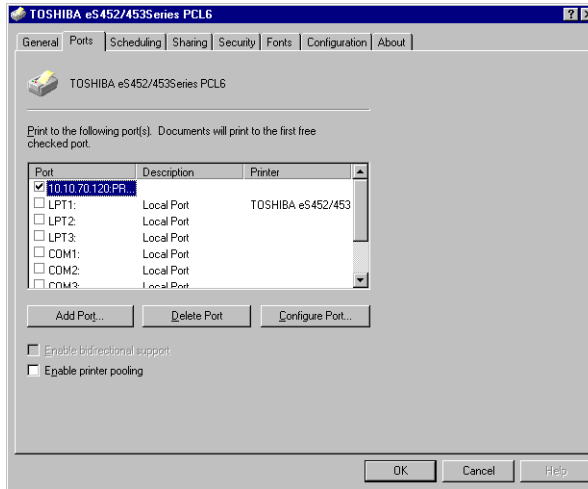 TOSHIBA eS452/453Series PCL6
General Ports Scheduling Sharing Security Fonts Configuration About
TOSHIBA eS452/453Series PCL6
Print to the following port(s). Documents will print to the first free
checked port.
Port Description Printer
10.10.70.120:PR...
LPT1: Local Port TOSHIBA eS452/453
LPT2: Local Port
LPT3: Local Port
COM1: Local Port
COM2: Local Port
COM3: Local Port
Add Port... Delete Port Configure Port...
Enable bidirectional support
Enable printer pooling
OK Cancel Help